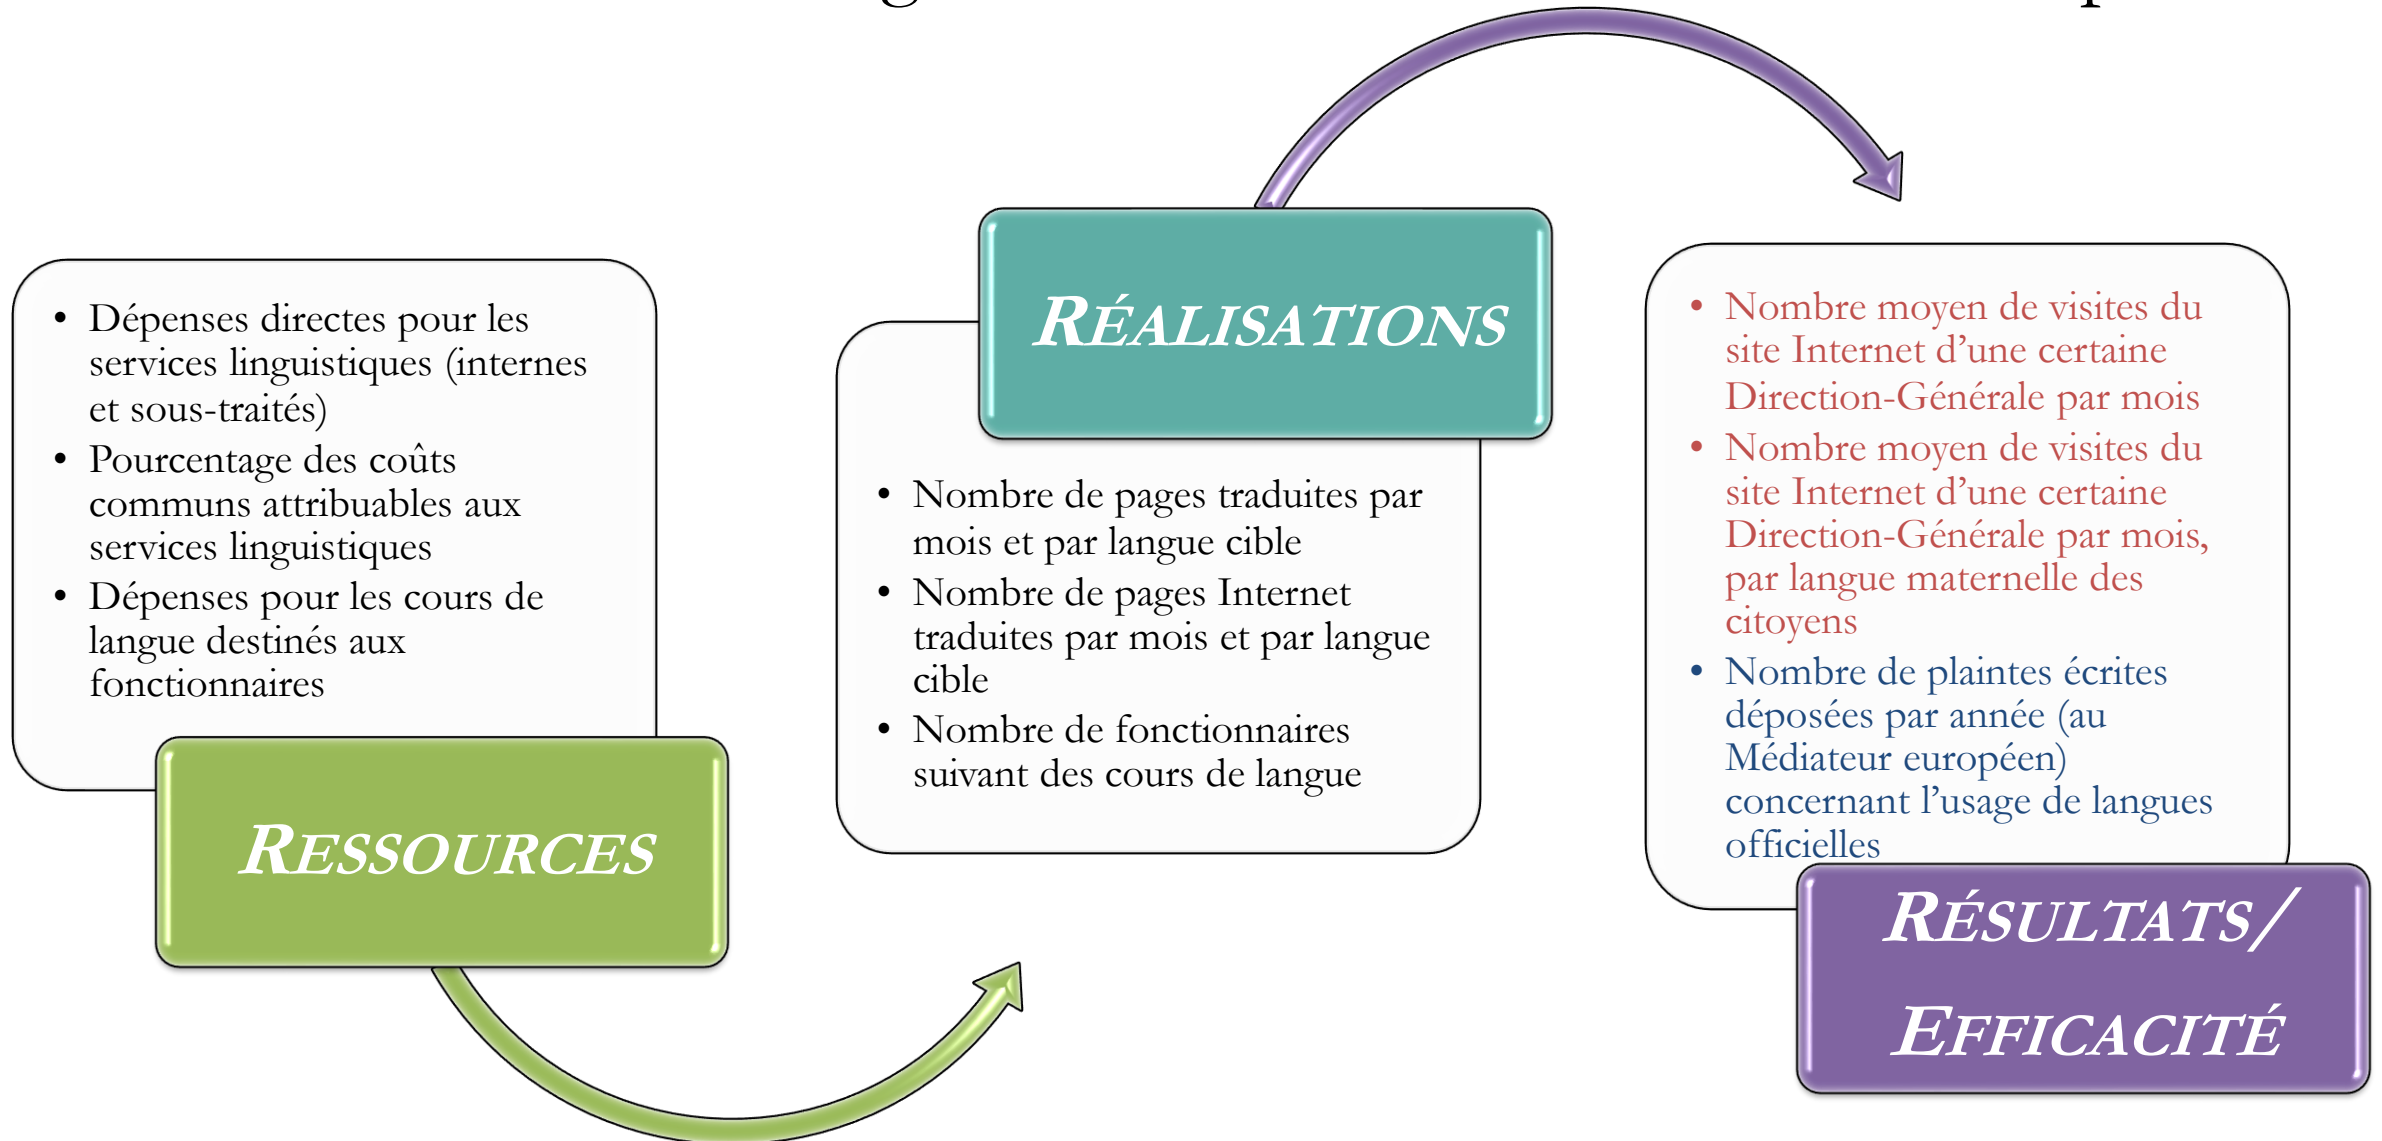 • Dépenses directes pour les
services linguistiques (internes
et sous-traités)
• Pourcentage des coûts
communs attribuables aux
services linguistiques
• Dépenses pour les cours de
langue destinés aux
fonctionnaires
RESSOURCES
RÉALISATIONS
• Nombre de pages traduites par
mois et par langue cible
• Nombre de pages Internet
traduites par mois et par langue
cible
• Nombre de fonctionnaires
suivant des cours de langue
• Nombre moyen de visites du
site Internet d’une certaine
Direction-Générale par mois
• Nombre moyen de visites du
site Internet d’une certaine
Direction-Générale par mois,
par langue maternelle des
citoyens
• Nombre de plaintes écrites
déposées par année (au
Médiateur européen)
concernant l’usage de langues
officielles
RÉSULTATS/
EFFICACITÉ